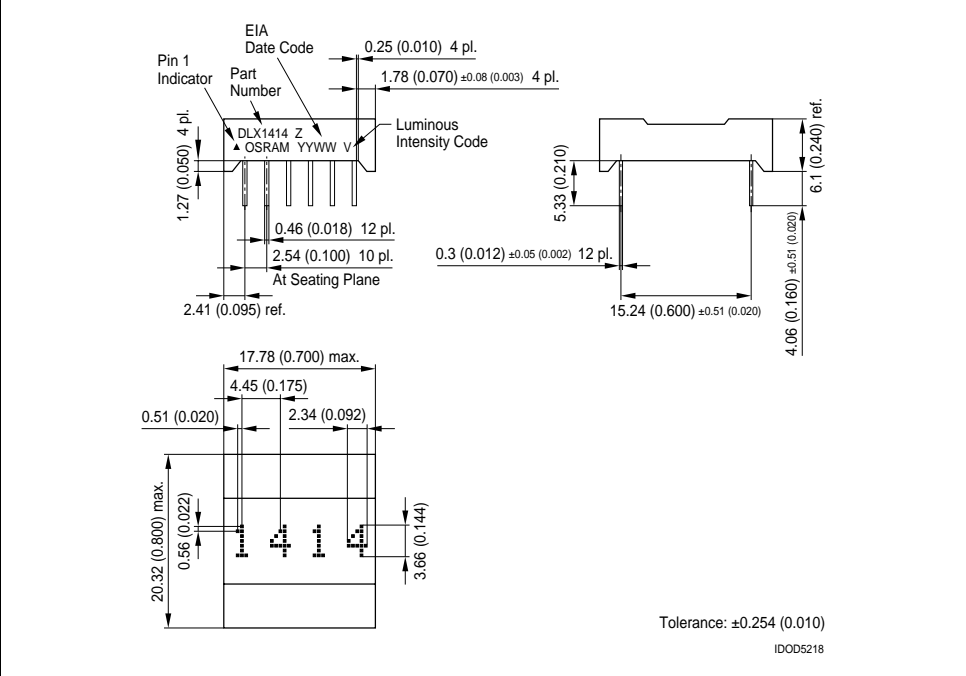 EIA
Date Code
Pin 1
Indicator
Part
Number
0.25 (0.010) 4 pl.
1.78 (0.070) ±0.08 (0.003) 4 pl.
DLX1414 Z
▲ OSRAM YYWW V
Luminous
Intensity Code
1.27 (0.050) 4 pl.
0.46 (0.018) 12 pl.
2.54 (0.100) 10 pl.
At Seating Plane
2.41 (0.095) ref.
5.33 (0.210)
6.1 (0.240) ref.
0.3 (0.012) ±0.05 (0.002) 12 pl.
15.24 (0.600) ±0.51 (0.020)
4.06 (0.160) ±0.51 (0.020)
17.78 (0.700) max.
4.45 (0.175)
0.51 (0.020)
2.34 (0.092)
20.32 (0.800) max.
0.56 (0.022)
1 4 1 4
3.66 (0.144)
Tolerance: ±0.254 (0.010)
IDOD5218